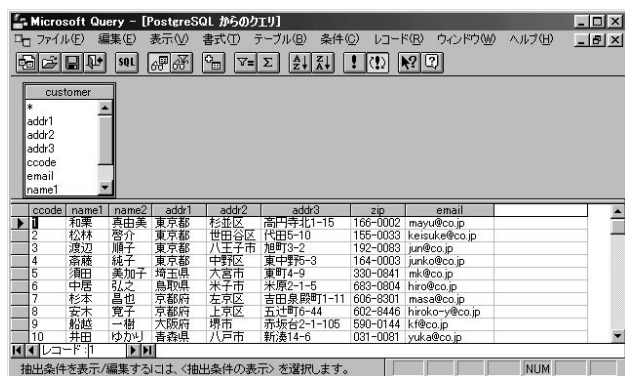 Microsoft Query - [PostgreSQL からのクエリ]
ファイル(F) 編集(E) 表示(V) 書式(T) テーブル(B) 条件(C) レコード(R) ウィンドウ(W) ヘルプ(H)
SQL
customer
*
addr1
addr2
addr3
ccode
email
name1
ccode name1 name2 addr1 addr2 addr3 zip email
1 和栗 真由美 東京都 杉並区 高円寺北1-15 166-0002 mayu@co.jp
2 松林 啓介 東京都 世田谷区 代田5-10 155-0033 keisuke@co.jp
3 渡辺 順子 東京都 八王子市 旭町3-2 192-0083 jun@co.jp
4 斎藤 純子 東京都 中野区 東中野5-3 164-0003 junko@co.jp
5 須田 美加子 埼玉県 大宮市 東町4-9 330-0841 mk@co.jp
6 中居 弘之 鳥取県 米子市 米原2-1-5 683-0804 hiro@co.jp
7 杉本 昌也 京都府 左京区 吉田泉殿町1-11 606-8301 masa@co.jp
8 安木 寛子 京都府 上京区 五辻町6-44 602-8446 hiroko-y@co.jp
9 船越 一樹 大阪府 堺市 赤坂台2-1-105 590-0144 kf@co.jp
10 井田 ゆかり 青森県 八戸市 新湊14-6 031-0081 yuka@co.jp
レコード:1
抽出条件を表示/編集するには、<抽出条件の表示> を選択します。 NUM